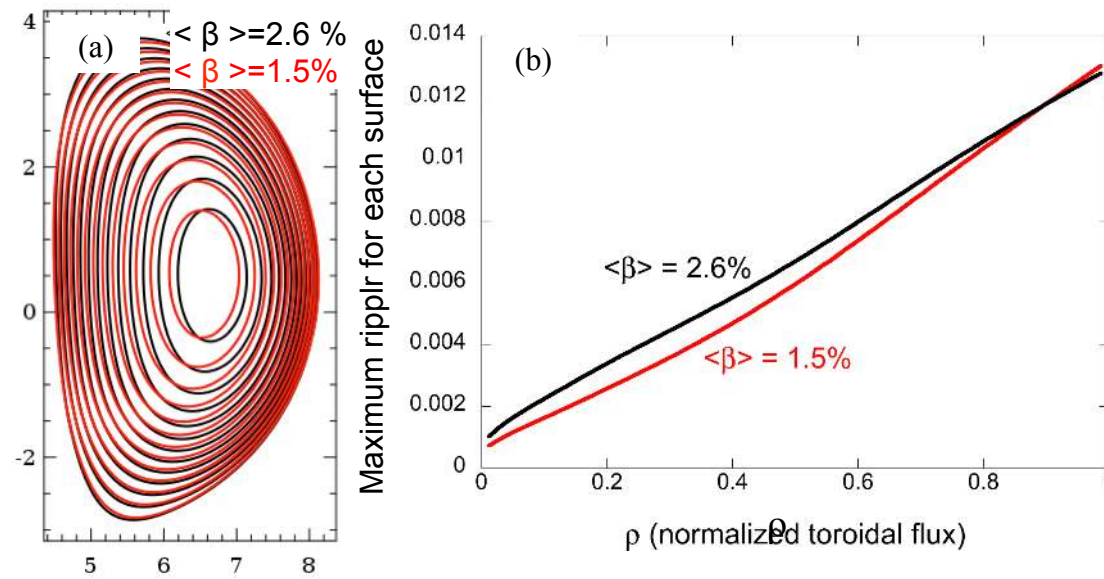 (a)
< β >=2.6 %
< β >=1.5%
4
2
0
-2
5 6 7 8
Maximum ripplr for each surface
(b)
0.014
0.012
0.01
0.008
0.006
0.004
0.002
0
<β> = 2.6%
<β> = 1.5%
0 0.2 0.4 0.6 0.8
ρ
ρ (normalized toroidal flux)